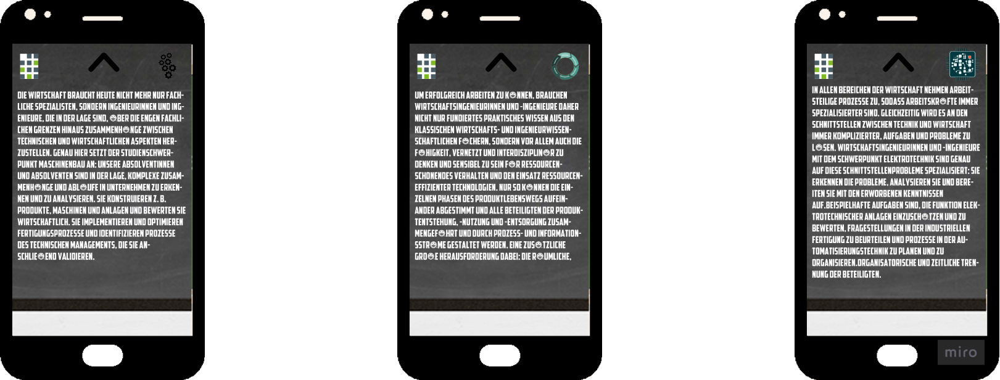 DIE WIRTSCHAFT BRAUCHT HEUTE NICHT MEHR NUR FACH-
LICHE SPEZIALISTEN, SONDERN INGENIEURINNEN UND ING-
ENIEURE, DIE IN DER LAGE SIND, ☺BER DIE ENGEN FACHLI-
CHEN GRENZEN HINAUS ZUSAMMENH☺NGE ZWISCHEN
TECHNISCHEN UND WIRTSCHAFTLICHEN ASPEKTEN HER-
ZUSTELLEN. GENAU HIER SETZT DER STUDIENSCHWER-
PUNKT MASCHINENBAU AN: UNSERE ABSOLVENTINNEN
UND ABSOLVENTEN SIND IN DER LAGE, KOMPLEXE ZUSAM-
MENH☺NGE UND ABL☺UFE IN UNTERNEHMEN ZU ERKEN-
NEN UND ZU ANALYSIEREN. SIE KONSTRUIEREN Z. B.
PRODUKTE, MASCHINEN UND ANLAGEN UND BEWERTEN SIE
WIRTSCHAFTLICH. SIE IMPLEMENTIEREN UND OPTIMIEREN
FERTIGUNGSPROZESSE UND IDENTIFIZIEREN PROZESSE
DES TECHNISCHEN MANAGEMENTS, DIE SIE AN-
SCHLIE☺END VALIDIEREN.
UM ERFOLGREICH ARBEITEN ZU K☺NNEN, BRAUCHEN
WIRTSCHAFTSINGENIEURINNEN UND -INGENIEURE DAHER
NICHT NUR FUNDIERTES PRAKTISCHES WISSEN AUS DEN
KLASSISCHEN WIRTSCHAFTS- UND INGENIEURWISSEN-
SCHAFTLICHEN F☺CHERN, SONDERN VOR ALLEM AUCH DIE
F☺HIGKEIT, VERNETZT UND INTERDISZIPLIN☺R ZU
DENKEN UND SENSIBEL ZU SEIN F☺R RESSOURCEN-
SCHONENDES VERHALTEN UND DEN EINSATZ RESSOURCEN-
EFFIZIENTER TECHNOLOGIEN. NUR SO K☺NNEN DIE EIN-
ZELNEN PHASEN DES PRODUKTLEBENSWEGS AUFEIN-
ANDER ABGESTIMMT UND ALLE BETEILIGTEN DER PRODUK-
TENTSTEHUNG, -NUTZUNG UND -ENTSORGUNG ZUSAM-
MENGEF☺HRT UND DURCH PROZESS- UND INFORMATION-
SSTR☺ME GESTALTET WERDEN. EINE ZUS☺TZLICHE
GRO☺E HERAUSFORDERUNG DABEI: DIE R☺UMLICHE,
IN ALLEN BEREICHEN DER WIRTSCHAFT NEHMEN ARBEIT-
STEILIGE PROZESSE ZU, SODASS ARBEITSKR☺FTE IMMER
SPEZIALISIERTER SIND. GLEICHZEITIG WIRD ES AN DEN
SCHNITTSTELLEN ZWISCHEN TECHNIK UND WIRTSCHAFT
IMMER KOMPLIZIERTER, AUFGABEN UND PROBLEME ZU
L☺SEN. WIRTSCHAFTSINGENIEURINNEN UND -INGENIEURE
MIT DEM SCHWERPUNKT ELEKTROTECHNIK SIND GENAU
AUF DIESE SCHNITTSTELLENPROBLEME SPEZIALISIERT: SIE
ERKENNEN DIE PROBLEME, ANALYSIEREN SIE UND BERE-
ITEN SIE MIT DEN ERWORBENEN KENNTNISSEN
AUF.BEISPIELHAFTE AUFGABEN SIND, DIE FUNKTION ELEK-
TROTECHNISCHER ANLAGEN EINZUSCH☺TZEN UND ZU
BEWERTEN, FRAGESTELLUNGEN IN DER INDUSTRIELLEN
FERTIGUNG ZU BEURTEILEN UND PROZESSE IN DER AU-
TOMATISIERUNGSTECHNIK ZU PLANEN UND ZU
ORGANISIEREN.ORGANISATORISCHE UND ZEITLICHE TREN-
NUNG DER BETEILIGTEN.
miro